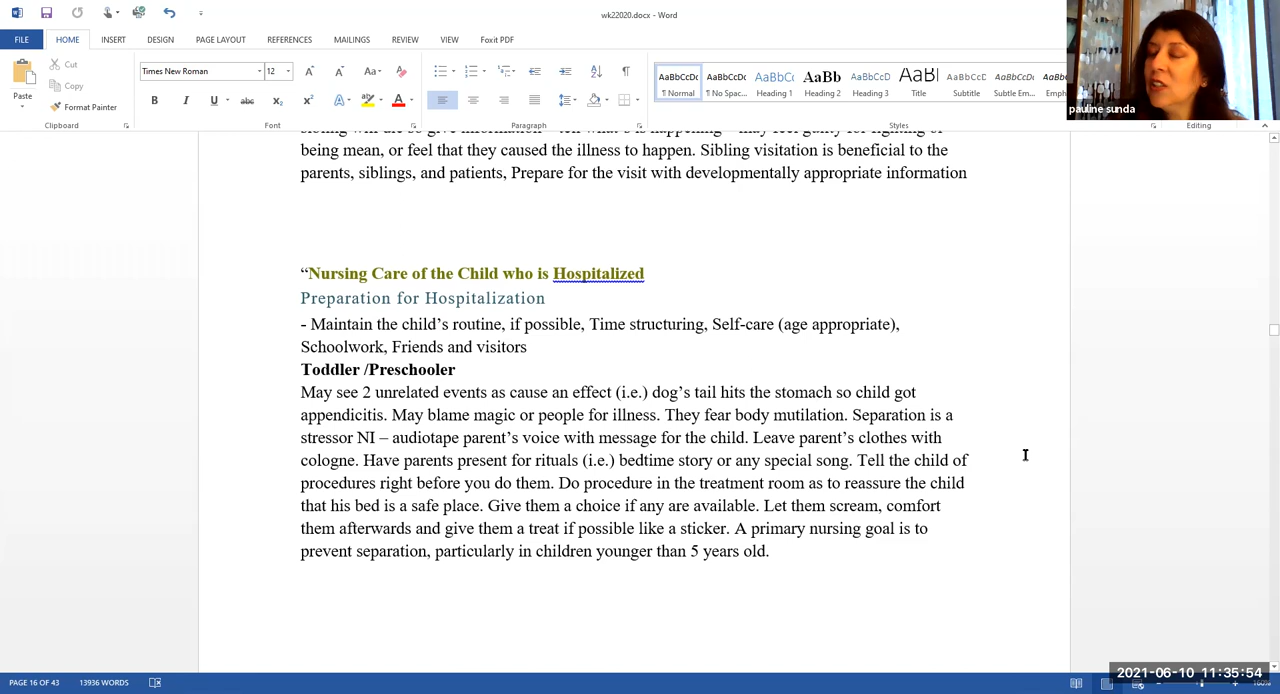 wk22020.docx - Word
FILE HOME INSERT DESIGN PAGE LAYOUT REFERENCES MAILINGS REVIEW VIEW Foxit PDF
Paste
Cut
Copy
Format Painter
Clipboard
Times New Roman 12
Aa
B I U abc X₂ X² A A
Font
Paragraph
AaBbCcDc AaBbCcDc AaBbCc AaBb AaBbCcD AaB AaBbCcD AaBbCcDc
¶ Normal ¶ No Spac... Heading 1 Heading 2 Heading 3 Title Subtitle Subtle Em... Emph
Styles
Editing
pauline sunda
being mean, or feel that they caused the illness to happen. Sibling visitation is beneficial to the
parents, siblings, and patients, Prepare for the visit with developmentally appropriate information
“Nursing Care of the Child who is Hospitalized
Preparation for Hospitalization
- Maintain the child’s routine, if possible, Time structuring, Self-care (age appropriate),
Schoolwork, Friends and visitors
Toddler /Preschooler
May see 2 unrelated events as cause an effect (i.e.) dog’s tail hits the stomach so child got
appendicitis. May blame magic or people for illness. They fear body mutilation. Separation is a
stressor NI – audiotape parent’s voice with message for the child. Leave parent’s clothes with
cologne. Have parents present for rituals (i.e.) bedtime story or any special song. Tell the child of
procedures right before you do them. Do procedure in the treatment room as to reassure the child
that his bed is a safe place. Give them a choice if any are available. Let them scream, comfort
them afterwards and give them a treat if possible like a sticker. A primary nursing goal is to
prevent separation, particularly in children younger than 5 years old.
PAGE 16 OF 43 13936 WORDS
2021-06-10 11:35:54